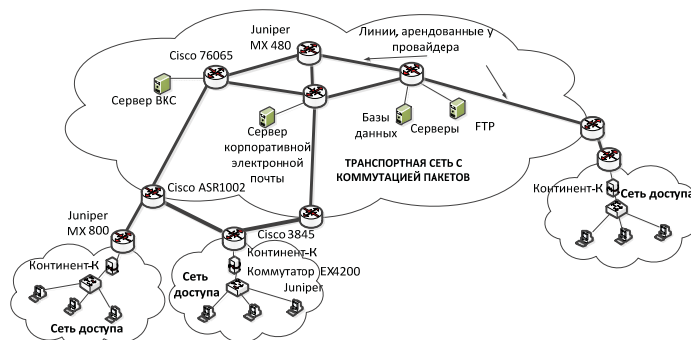 Juniper
MX 480
Линии, арендованные у
провайдера
Cisco 76065
Сервер ВКС
Сервер
корпоративной
электронной
почты
Базы
данных
Серверы
FTP
ТРАНСПОРТНАЯ СЕТЬ С
КОММУТАЦИЕЙ ПАКЕТОВ
Континент-К
Сеть доступа
Cisco ASR1002
Juniper
MX 800
Cisco 3845
Континент-К
Континент-К
Коммутатор EX4200
Juniper
Сеть
доступа
Сеть доступа